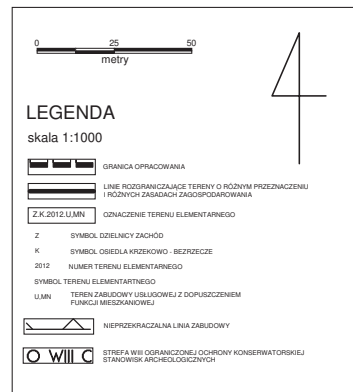 0 25 50
metry
LEGENDA
skala 1:1000
GRANICA OPRACOWANIA
LINIE ROZGRANICZAJĄCE TERENY O RÓŻNYM PRZEZNACZENIU
I RÓŻNYCH ZASADACH ZAGOSPODAROWANIA
Z.K.2012.U,MN OZNACZENIE TERENU ELEMENTARNEGO
Z SYMBOL DZIELNICY ZACHÓD
K SYMBOL OSIEDLA KRZEKOWO - BEZRZECZE
2012 NUMER TERENU ELEMENTARNEGO
SYMBOL TERENU ELEMENTARTNEGO
U,MN TEREN ZABUDOWY USŁUGOWEJ Z DOPUSZCZENIEM
FUNKCJI MIESZKANIOWEJ
NIEPRZEKRACZALNA LINIA ZABUDOWY
O WIII C STREFA WIII OGRANICZONEJ OCHRONY KONSERWATORSKIEJ
STANOWISK ARCHEOLOGICZNYCH